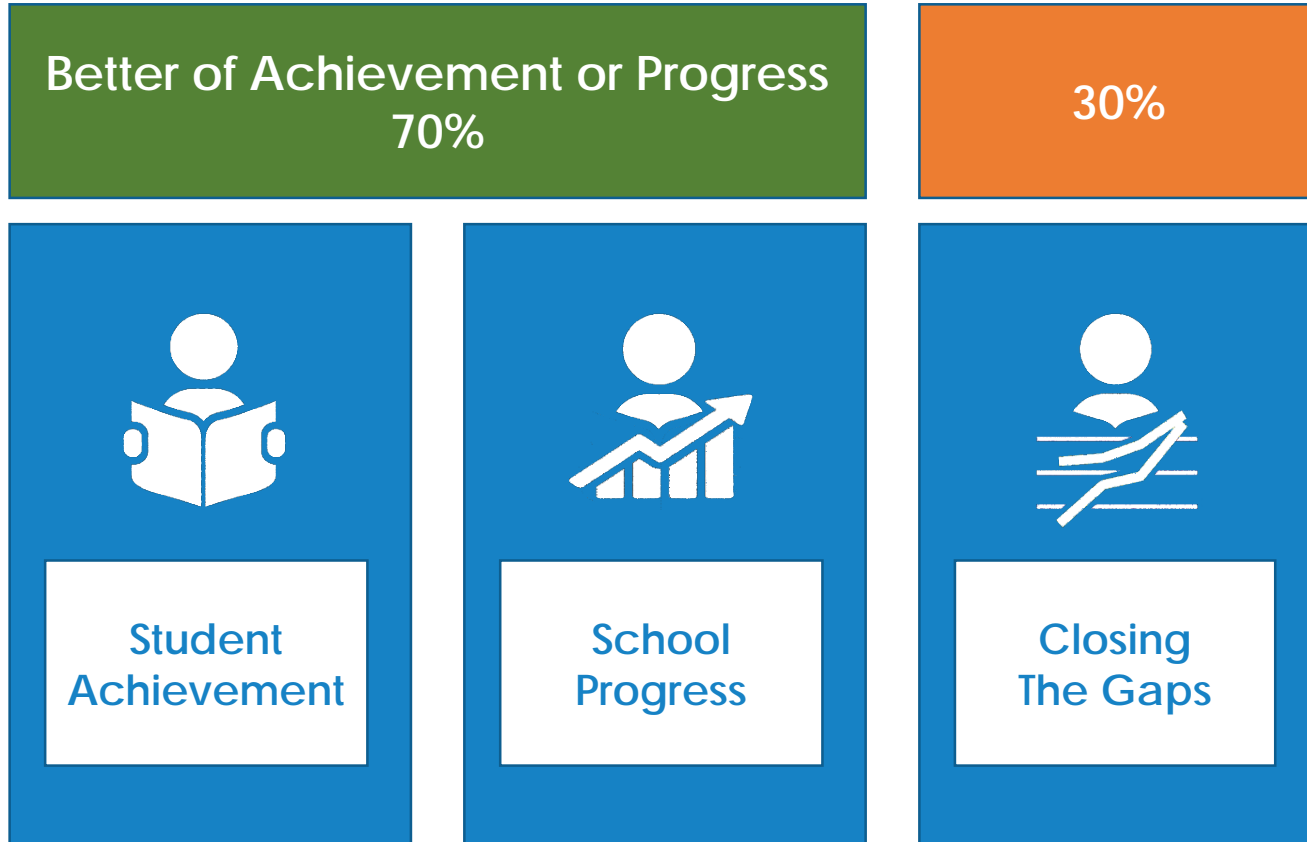 Better of Achievement or Progress
70%
30%
Student
Achievement
School
Progress
Closing
The Gaps